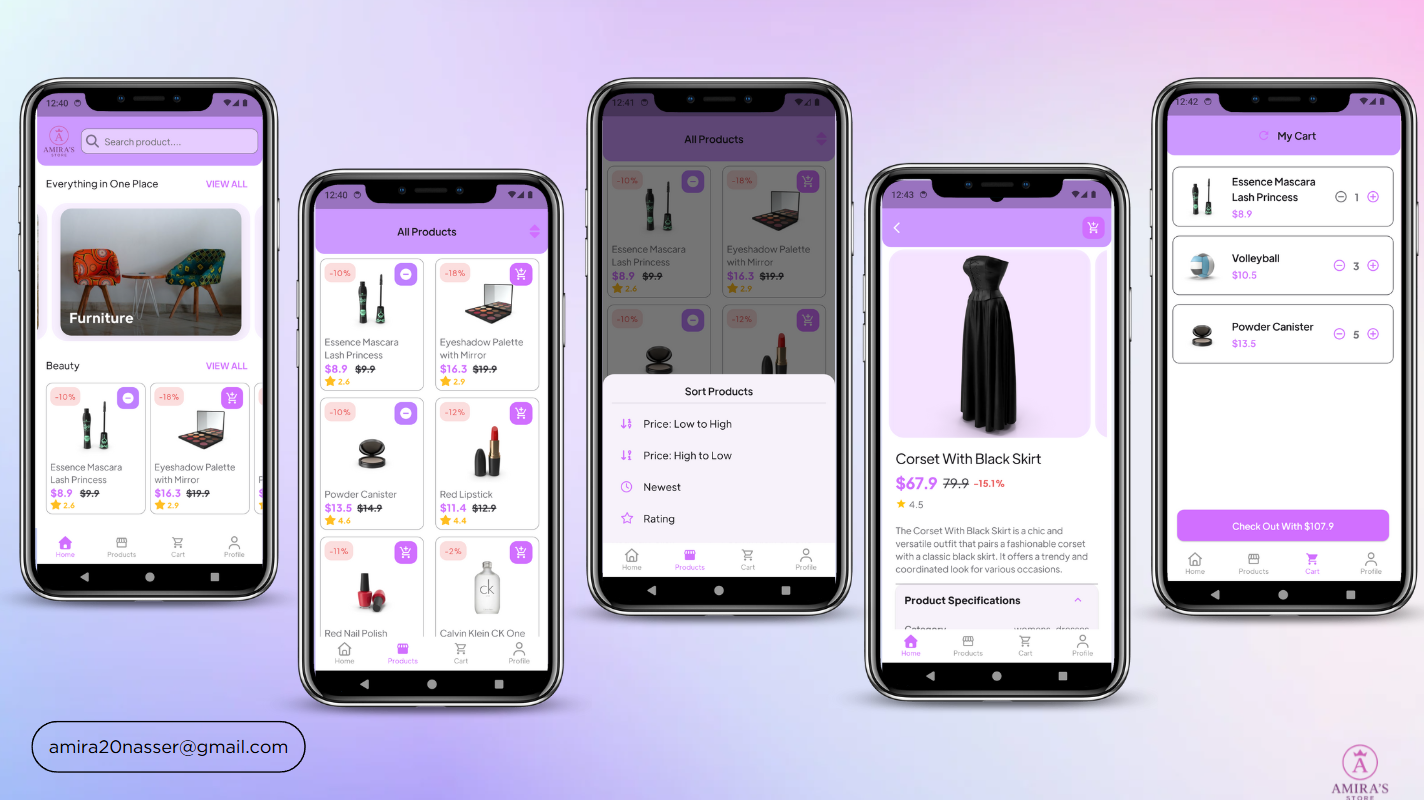 12:40
AMIRA'S
STORE
Search product....
Everything in One Place
VIEW ALL
Furniture
Beauty
VIEW ALL
-10%
-18%
Essence Mascara
Lash Princess
$8.9 $9.9
2.6
Eyeshadow Palette
with Mirror
$16.3 $19.9
2.9
Home
Products
Cart
Profile
12:40
All Products
-10%
Essence Mascara
Lash Princess
$8.9 $9.9
2.6
-18%
Eyeshadow Palette
with Mirror
$16.3 $19.9
2.9
-10%
Powder Canister
$13.5 $14.9
4.6
-12%
Red Lipstick
$11.4 $12.9
4.4
-11%
Red Nail Polish
-2%
ck
Calvin Klein CK One
Home
Products
Cart
Profile
12:41
All Products
-10%
Essence Mascara
Lash Princess
$8.9 $9.9
2.6
-18%
Eyeshadow Palette
with Mirror
$16.3 $19.9
2.9
-10%
-12%
Sort Products
Price: Low to High
Price: High to Low
Newest
Rating
Home
Products
Cart
Profile
12:43
Corset With Black Skirt
$67.9 79.9 -15.1%
4.5
The Corset With Black Skirt is a chic and
versatile outfit that pairs a fashionable corset
with a classic black skirt. It offers a trendy and
coordinated look for various occasions.
Product Specifications
Category womens-dresses
Home
Products
Cart
Profile
12:42
My Cart
Essence Mascara
Lash Princess
$8.9
1
Volleyball
$10.5
3
Powder Canister
$13.5
5
Check Out With $107.9
Home
Products
Cart
Profile
amira20nasser@gmail.com
A
AMIRA'S
STORE